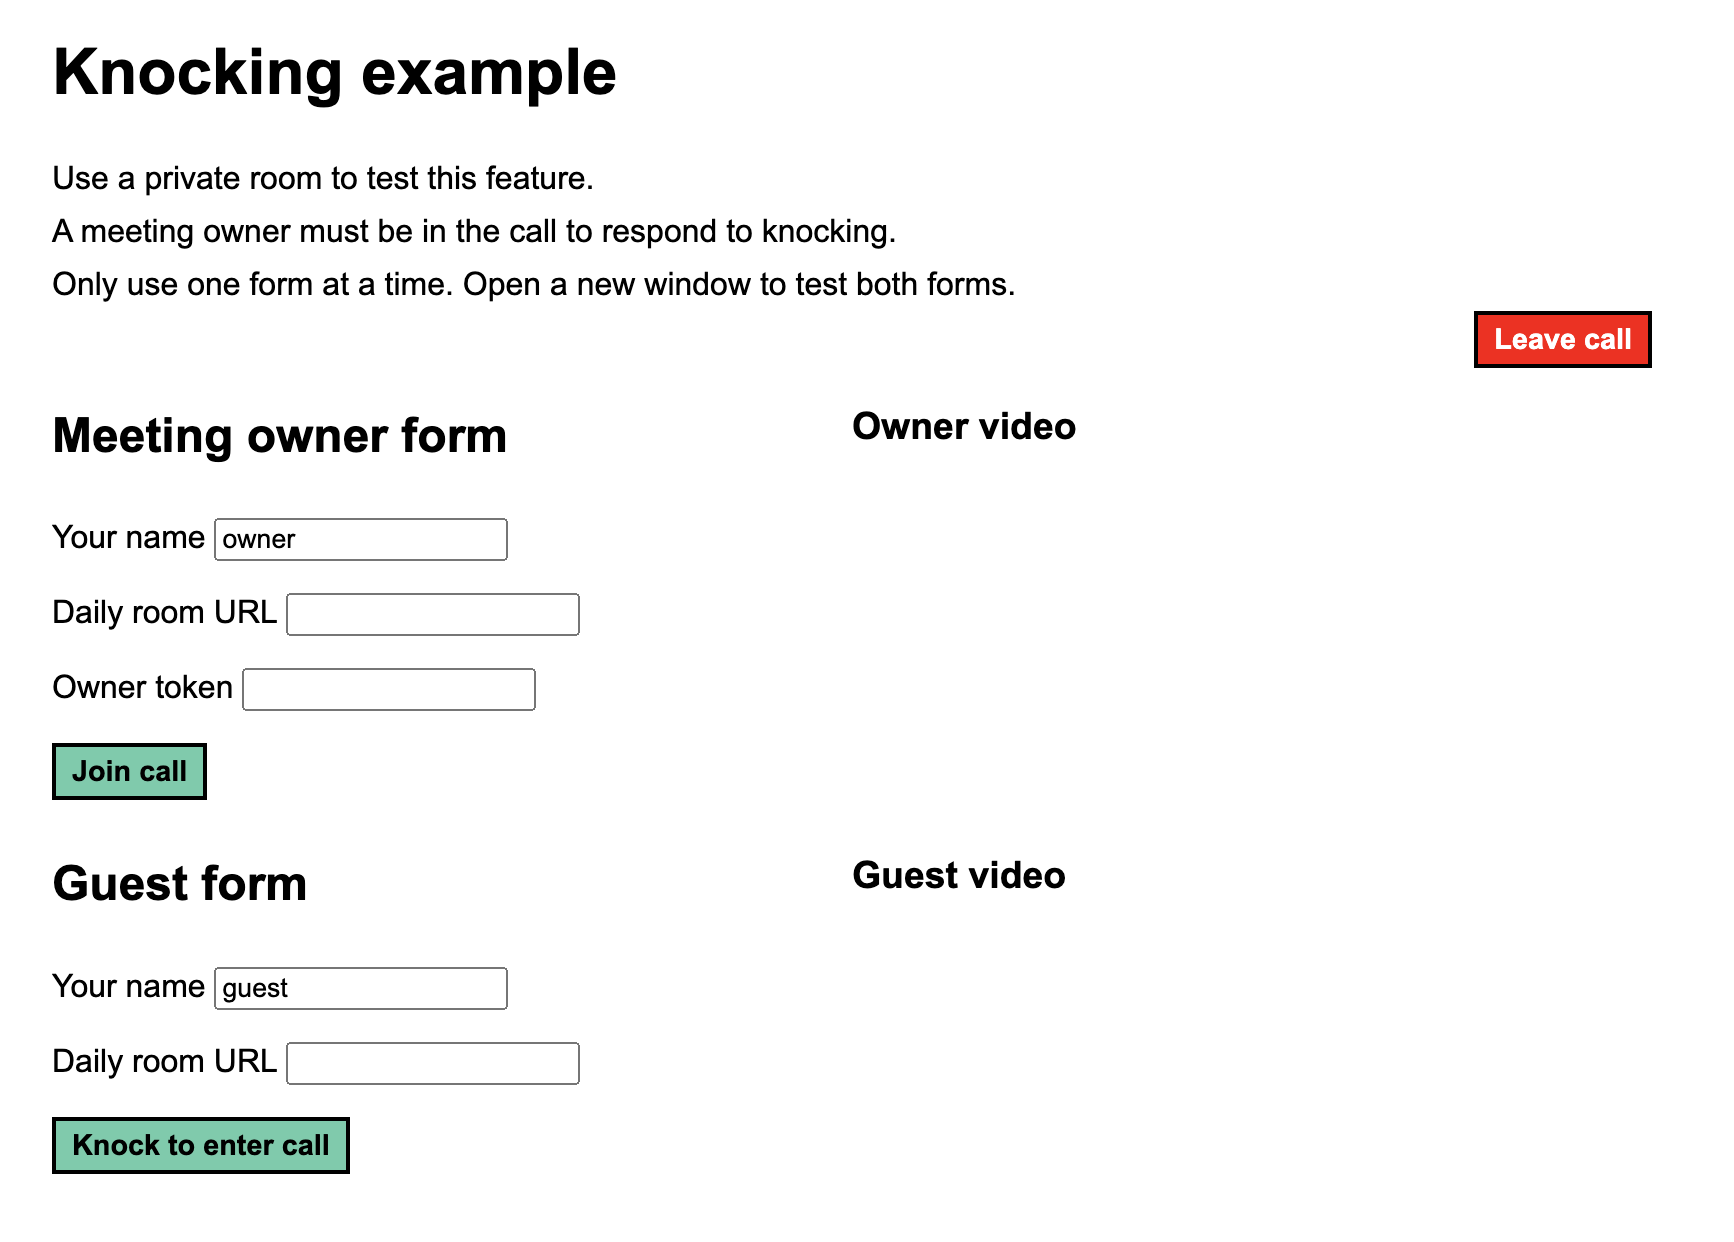 Knocking example
Use a private room to test this feature.
A meeting owner must be in the call to respond to knocking.
Only use one form at a time. Open a new window to test both forms.
Leave call
Meeting owner form
Owner video
Your name owner
Daily room URL
Owner token
Join call
Guest form
Guest video
Your name guest
Daily room URL
Knock to enter call